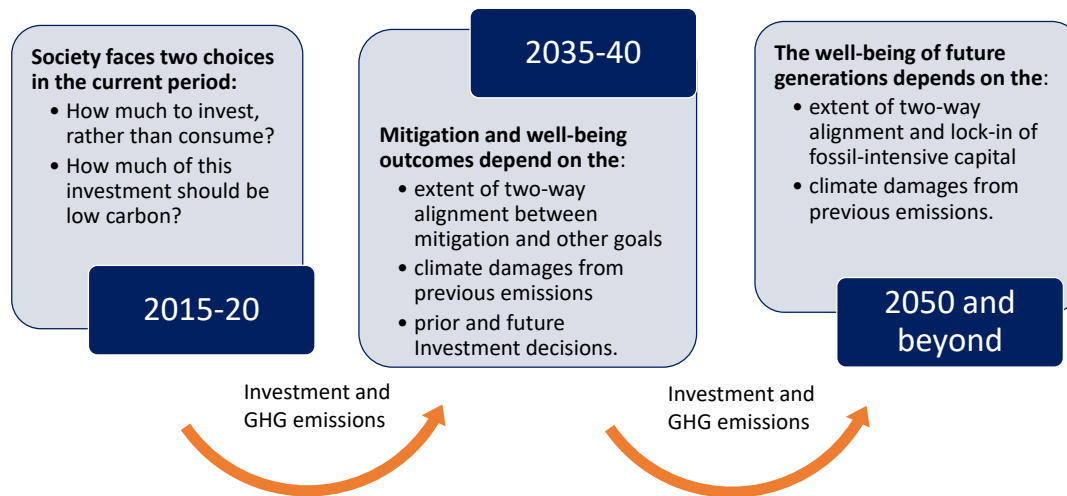 Society faces two choices
in the current period:
• How much to invest,
rather than consume?
• How much of this
investment should be
low carbon?
2015-20
2035-40
Mitigation and well-being
outcomes depend on the:
• extent of two-way
alignment between
mitigation and other goals
• climate damages from
previous emissions
• prior and future
Investment decisions.
The well-being of future
generations depends on the:
• extent of two-way
alignment and lock-in of
fossil-intensive capital
• climate damages from
previous emissions.
2050 and
beyond
Investment and
GHG emissions
Investment and
GHG emissions